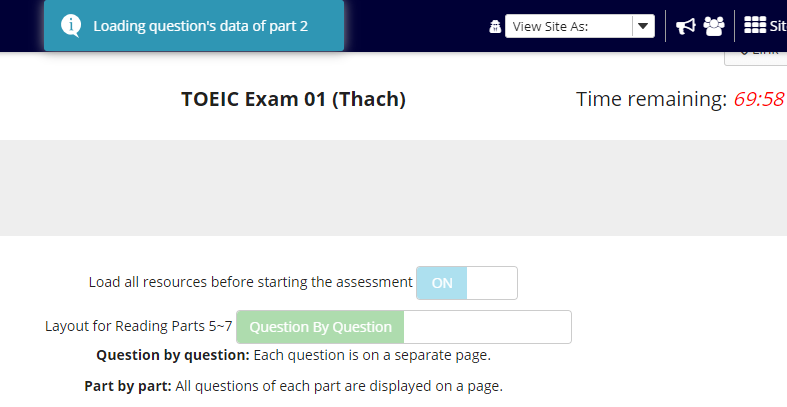 Loading question's data of part 2
View Site As:
Sit
TOEIC Exam 01 (Thach)
Time remaining: 69:58
Load all resources before starting the assessment ON
Layout for Reading Parts 5~7 Question By Question
Question by question: Each question is on a separate page.
Part by part: All questions of each part are displayed on a page.